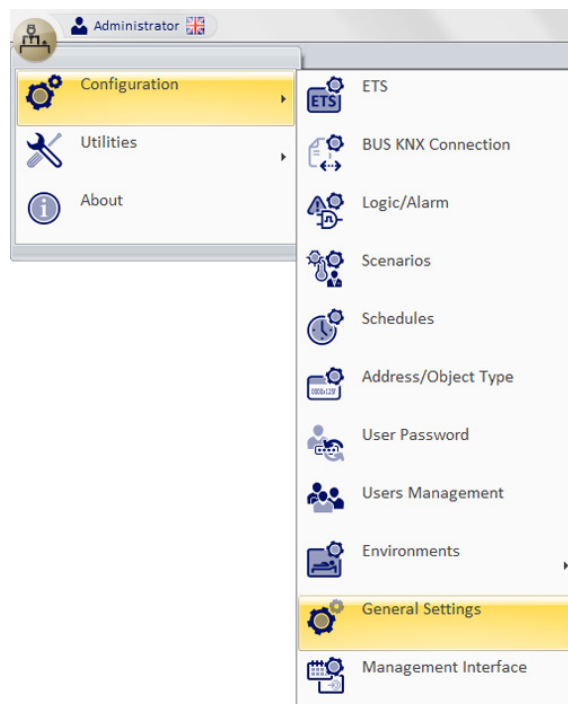 Administrator
Configuration
Utilities
About
ETS
ETS
BUS KNX Connection
Logic/Alarm
Scenarios
Schedules
Address/Object Type
User Password
Users Management
Environments
General Settings
Management Interface